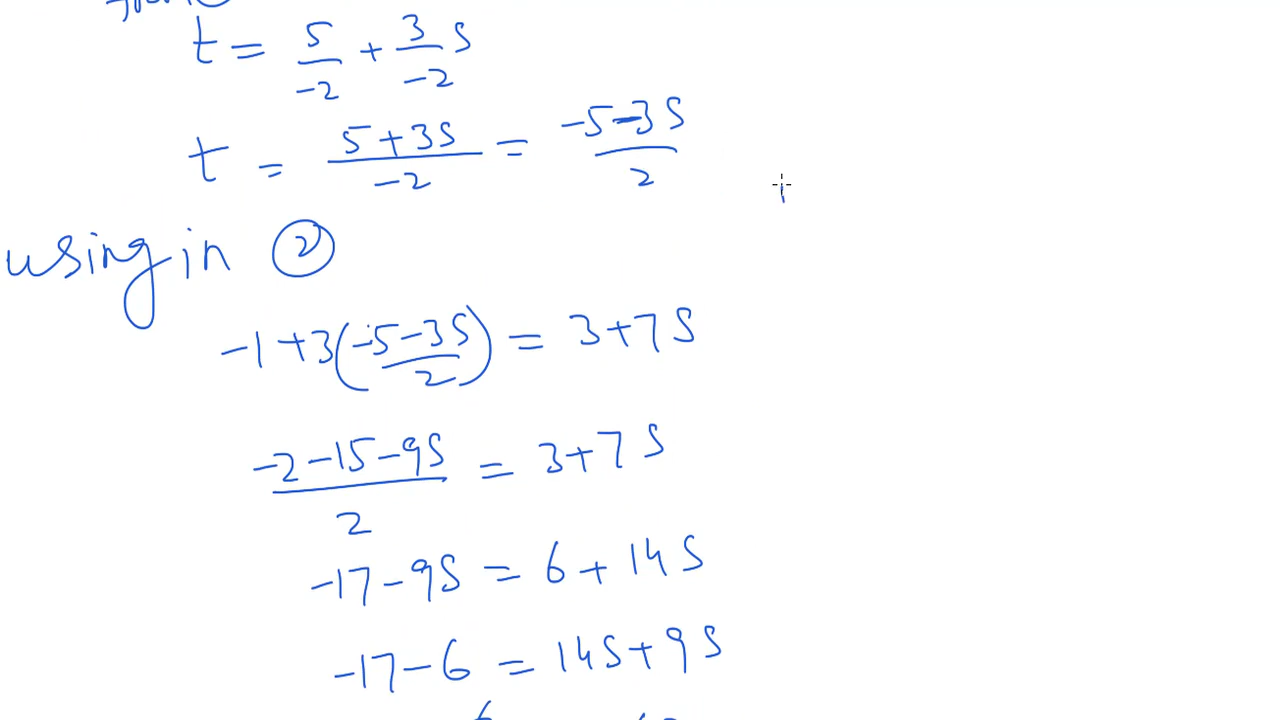 t = 5/-2 + 3/-2 S
t = (5+3S)/-2 = (-5-3S)/2
using in ②
-1+3((-5-3S)/2) = 3+7S
(-2-15-9S)/2 = 3+7S
-17-9S = 6+14S
-17-6 = 14S+9S